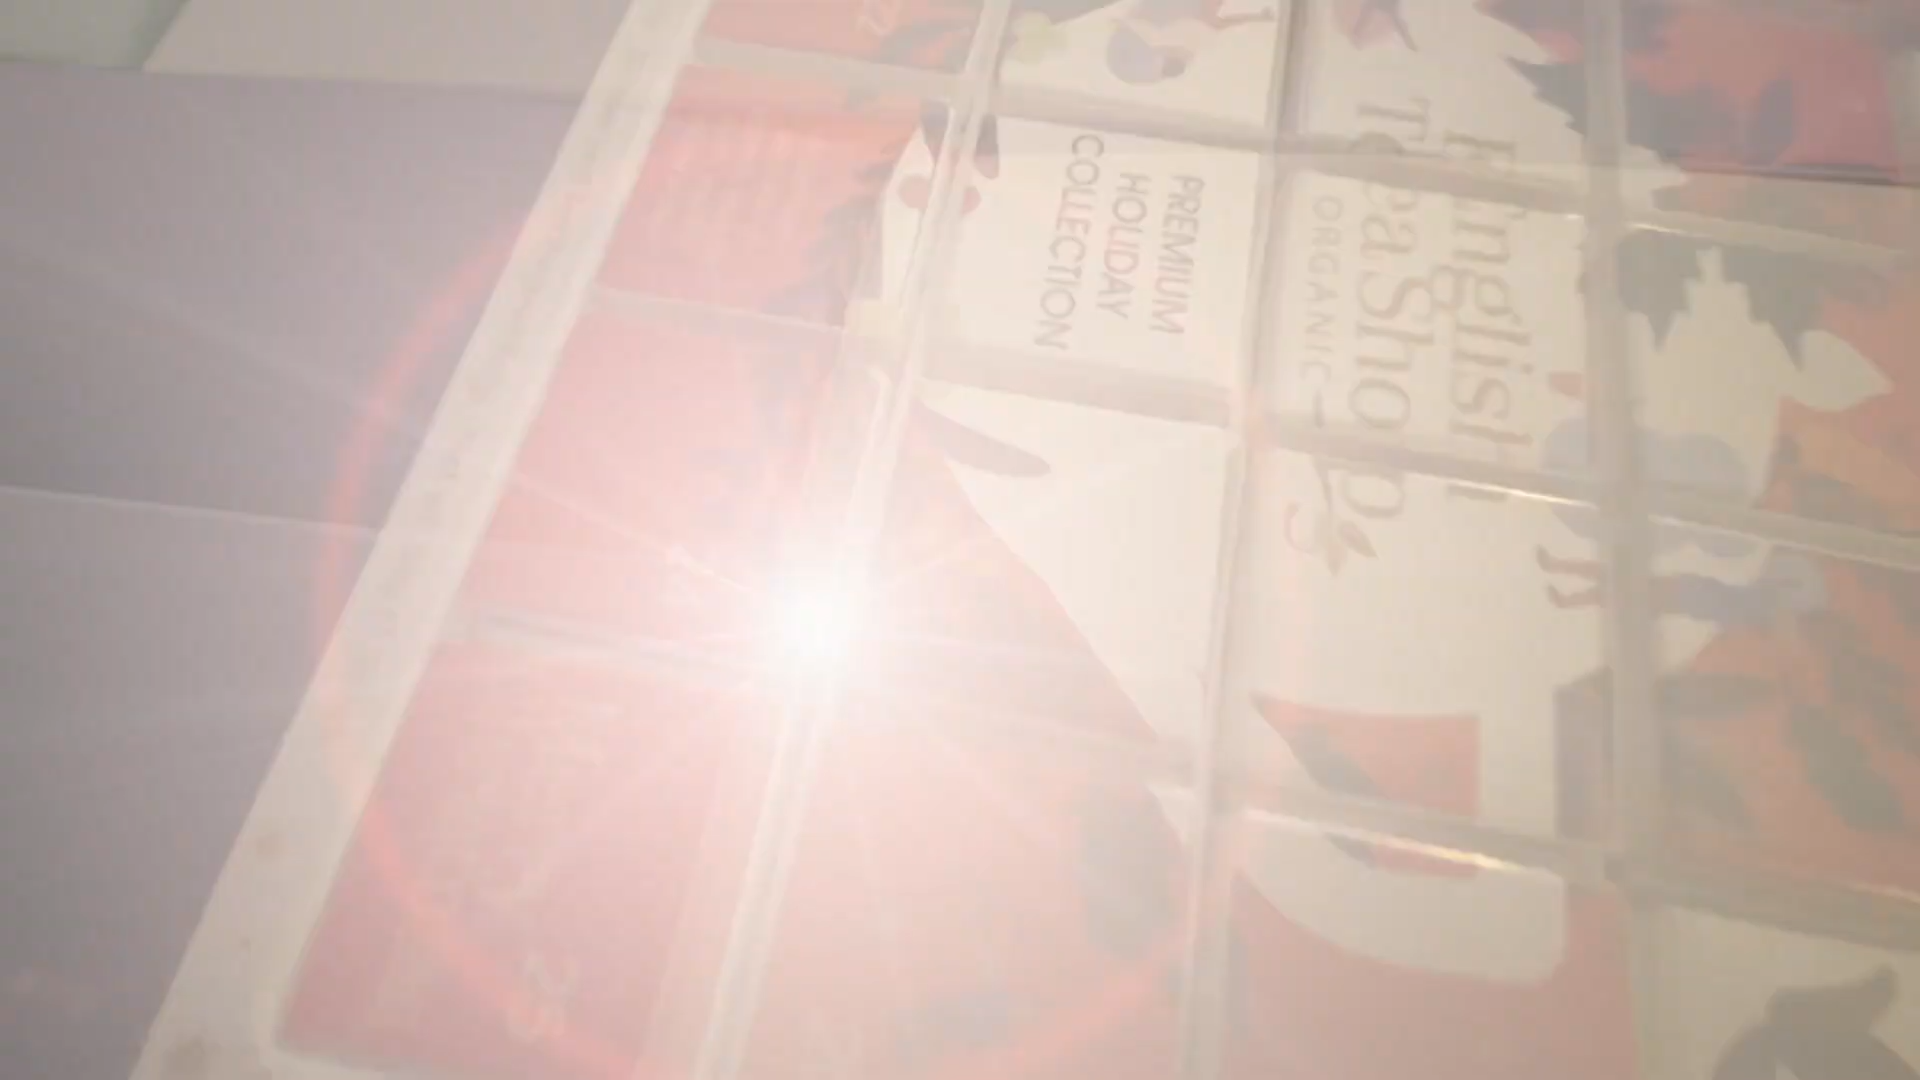 English
Tea Shop
ORGANIC
PREMIUM
HOLIDAY
COLLECTION